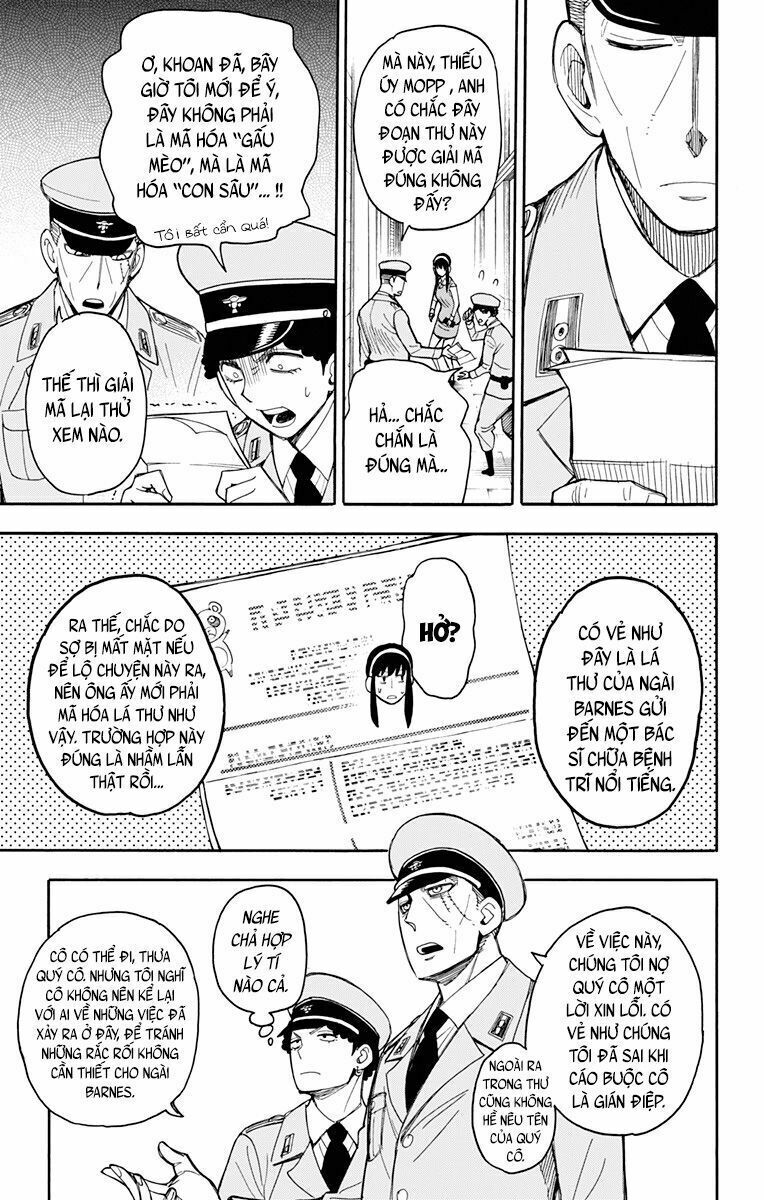 MÀ NÀY, THIẾU
ÚY MOPP , ANH
CÓ CHẮC ĐÂY
ĐOẠN THƯ NÀY
ĐƯỢC GIẢI MÃ
ĐÚNG KHÔNG
ĐẤY?
HẢ... CHẮC
CHẮN LÀ
ĐÚNG MÀ...
Ơ, KHOAN ĐÃ, BÂY
GIỜ TÔI MỚI ĐỂ Ý,
ĐÂY KHÔNG PHẢI
LÀ MÃ HÓA "GẤU
MÈO", MÀ LÀ MÃ
HÓA "CON SÂU"... !!
Tôi bất cẩn quá!
THẾ THÌ GIẢI
MÃ LẠI THỬ
XEM NÀO.
CÓ VẺ NHƯ
ĐÂY LÀ LÁ
THƯ CỦA NGÀI
BARNES GỬI
ĐẾN MỘT BÁC
SĨ CHỮA BỆNH
TRĨ NỔI TIẾNG.
HỞ?
RA THẾ, CHẮC DO
SỢ BỊ MẤT MẶT NẾU
ĐỂ LỘ CHUYỆN NÀY RA,
NÊN ÔNG ẤY MỚI PHẢI
MÃ HÓA LÁ THƯ NHƯ
VẬY. TRƯỜNG HỢP NÀY
ĐÚNG LÀ NHẦM LẪN
THẬT RỒI...
VỀ VIỆC NÀY,
CHÚNG TÔI NỢ
QUÝ CÔ MỘT
LỜI XIN LỖI. CÓ
VẺ NHƯ CHÚNG
TÔI ĐÃ SAI KHI
CÁO BUỘC CÔ
LÀ GIÁN ĐIỆP.
NGOÀI RA
TRONG THƯ
CŨNG KHÔNG
HỀ NÊU TÊN
CỦA QUÝ
CÔ.
NGHE
CHẢ HỢP
LÝ TÍ
NÀO CẢ.
CÔ CÓ THỂ ĐI, THƯA
QUÝ CÔ. NHƯNG TÔI NGHĨ
CÔ KHÔNG NÊN KỂ LẠI
VỚI AI VỀ NHỮNG VIỆC ĐÃ
XẢY RA Ở ĐÂY, ĐỂ TRÁNH
NHỮNG RẮC RỐI KHÔNG
CẦN THIẾT CHO NGÀI
BARNES.